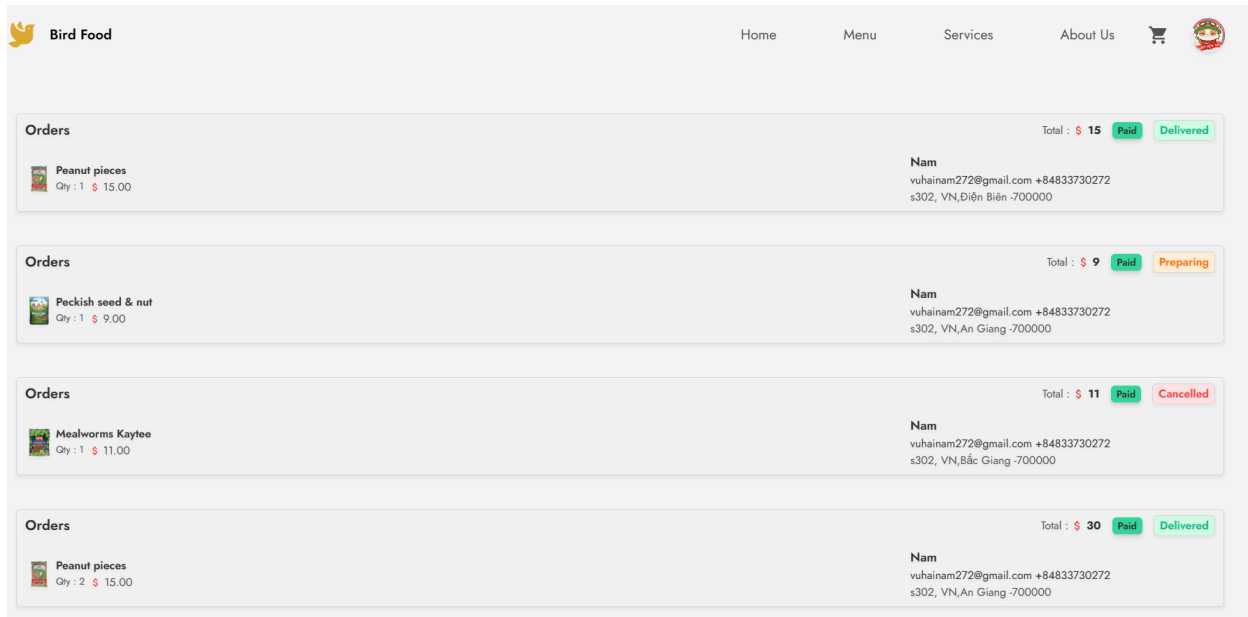 Bird Food Home Menu Services About Us
Orders Total : $ 15 Paid Delivered
Peanut pieces
Qty : 1 $ 15.00
Nam
vuhainam272@gmail.com +84833730272
s302, VN,Điện Biên -700000
Orders Total : $ 9 Paid Preparing
Peckish seed & nut
Qty : 1 $ 9.00
Nam
vuhainam272@gmail.com +84833730272
s302, VN,An Giang -700000
Orders Total : $ 11 Paid Cancelled
Mealworms Kaytee
Qty : 1 $ 11.00
Nam
vuhainam272@gmail.com +84833730272
s302, VN,Bắc Giang -700000
Orders Total : $ 30 Paid Delivered
Peanut pieces
Qty : 2 $ 15.00
Nam
vuhainam272@gmail.com +84833730272
s302, VN,An Giang -700000